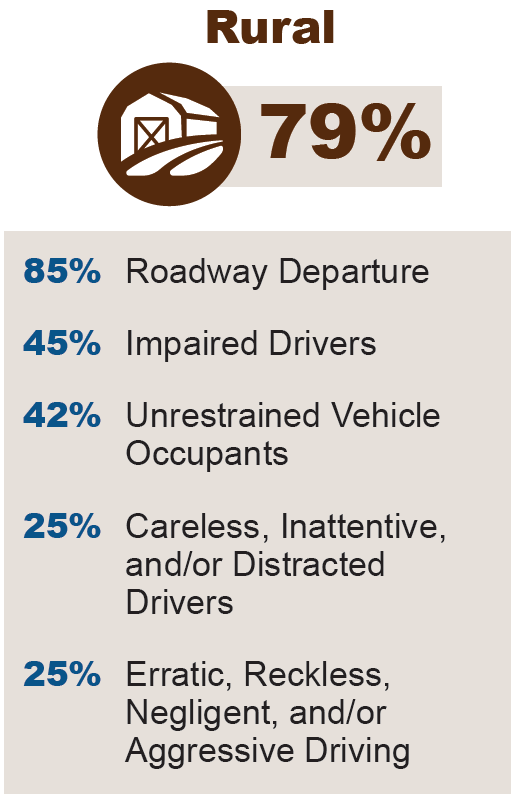 Rural
79%
85% Roadway Departure
45% Impaired Drivers
42% Unrestrained Vehicle
Occupants
25% Careless, Inattentive,
and/or Distracted
Drivers
25% Erratic, Reckless,
Negligent, and/or
Aggressive Driving